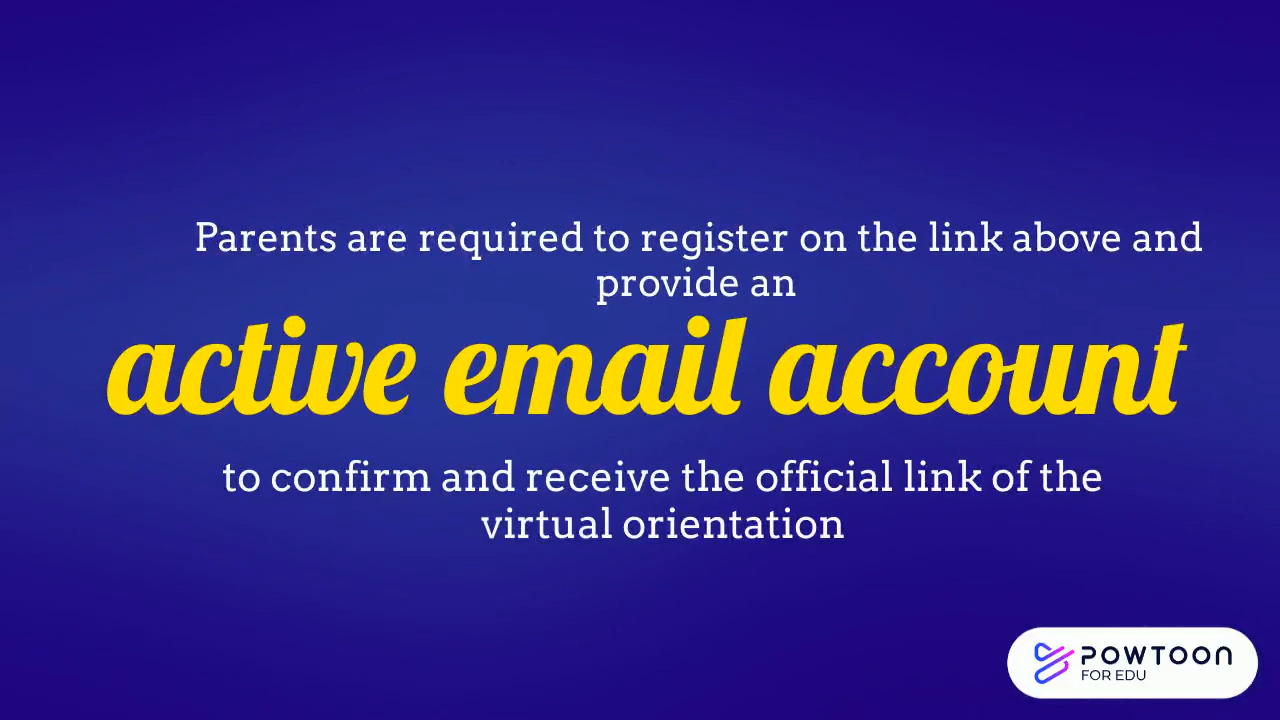 Parents are required to register on the link above and
provide an
active email account
to confirm and receive the official link of the
virtual orientation
POWTOON
FOR EDU